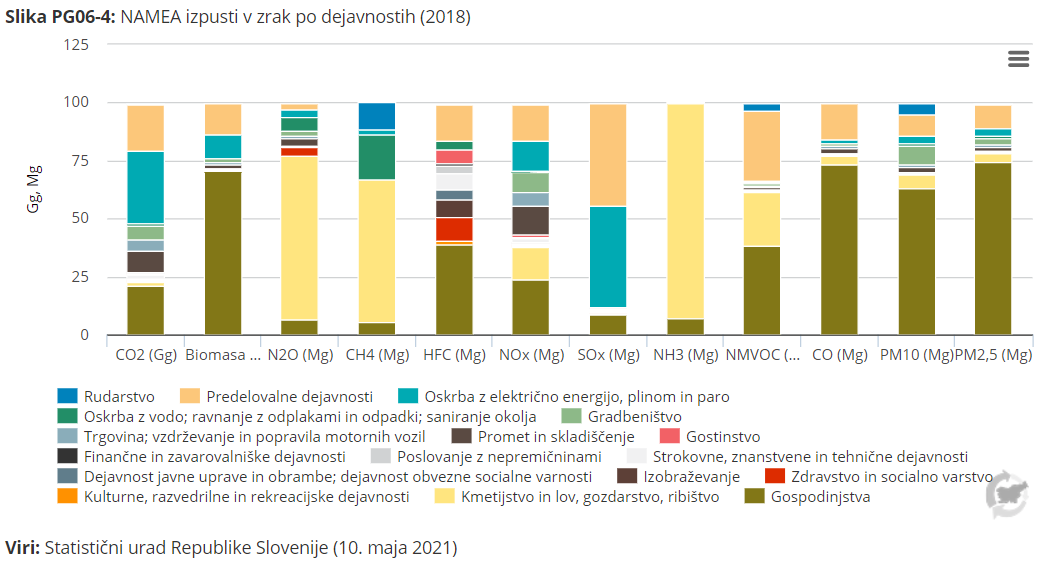 Slika PG06-4: NAMEA izpusti v zrak po dejavnostih (2018)
125
100
75
50
25
0
Gg, Mg
CO2 (Gg) Biomasa ... N2O (Mg) CH4 (Mg) HFC (Mg) NOx (Mg) SOx (Mg) NH3 (Mg) NMVOC (... CO (Mg) PM10 (Mg) PM2,5 (Mg)
Rudarstvo Predelovalne dejavnosti Oskrba z električno energijo, plinom in paro
Oskrba z vodo; ravnanje z odplakami in odpadki; saniranje okolja Gradbeništvo
Trgovina; vzdrževanje in popravila motornih vozil Promet in skladiščenje Gostinstvo
Finančne in zavarovalniške dejavnosti Poslovanje z nepremičninami Strokovne, znanstvene in tehnične dejavnosti
Dejavnost javne uprave in obrambe; dejavnost obvezne socialne varnosti Izobraževanje Zdravstvo in socialno varstvo
Kulturne, razvedrilne in rekreacijske dejavnosti Kmetijstvo in lov, gozdarstvo, ribištvo Gospodinjstva
Viri: Statistični urad Republike Slovenije (10. maja 2021)